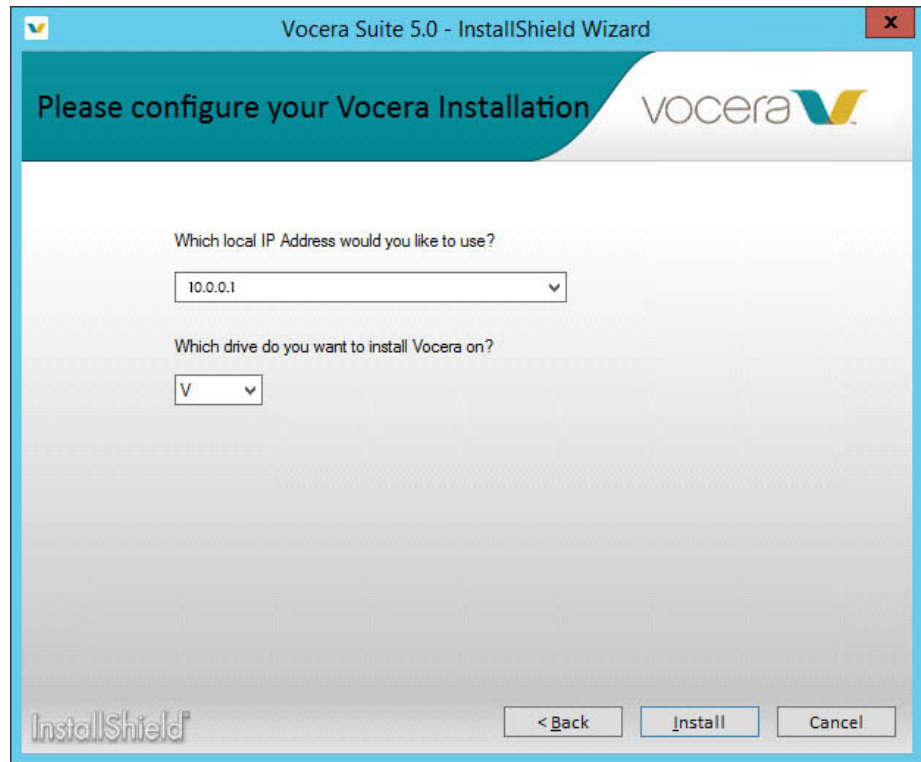 Vocera Suite 5.0 - InstallShield Wizard
x
Please configure your Vocera Installation
vocera
Which local IP Address would you like to use?
10.0.0.1
Which drive do you want to install Vocera on?
V
InstallShield
< Back
Install
Cancel